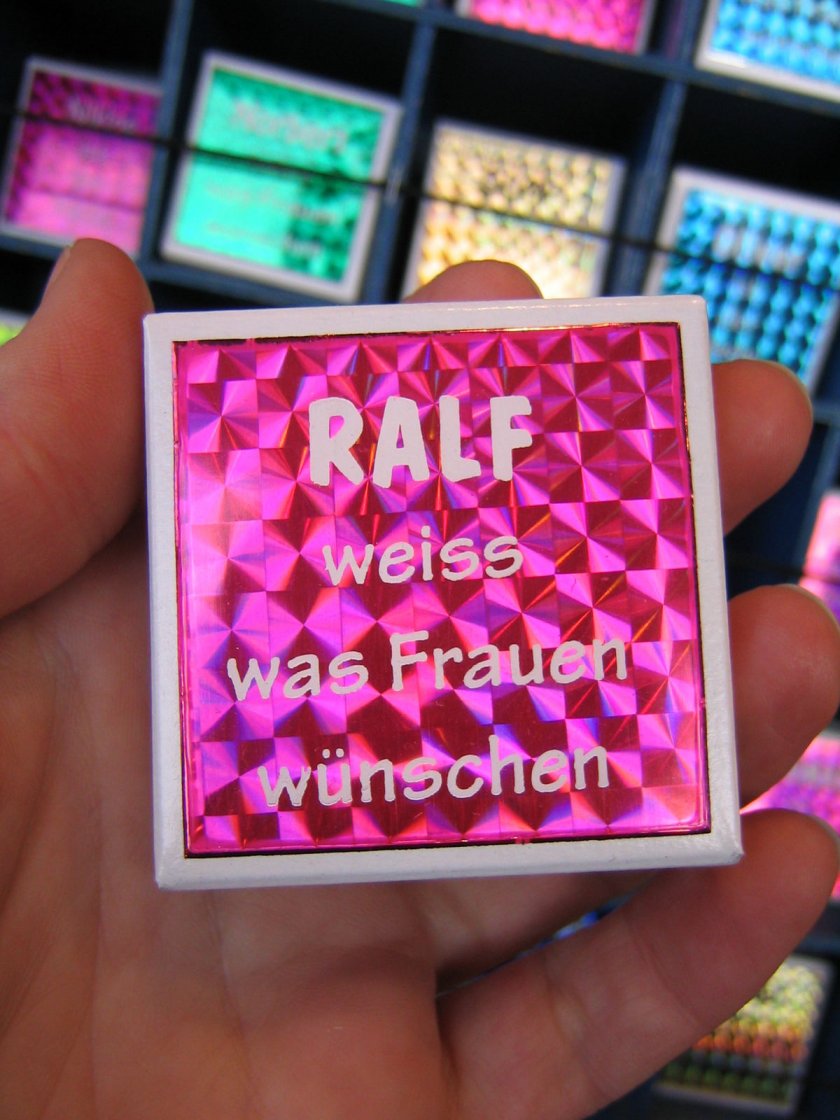 RALF
weiss
was Frauen
wünschen